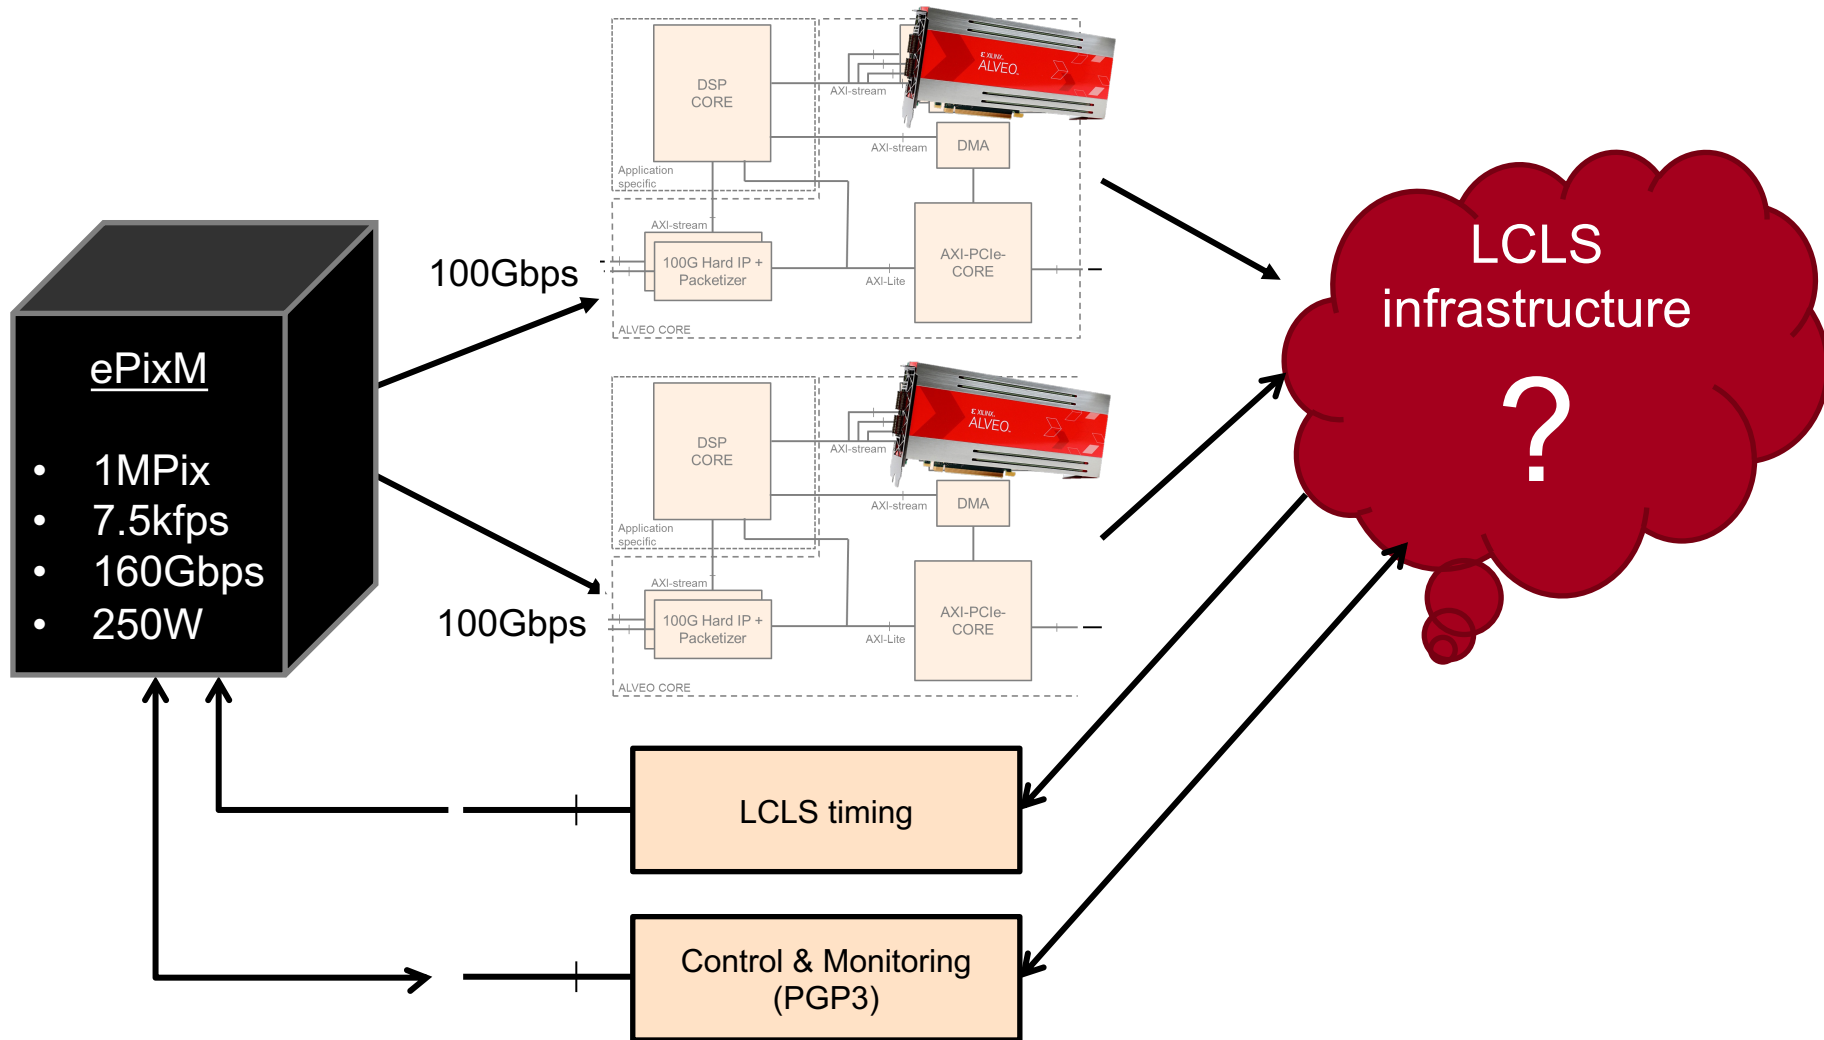 DSP
CORE
AXI-stream
Ɛ XILINX
ALVEO
AXI-stream
DMA
Application
specific
AXI-stream
100G Hard IP +
Packetizer
AXI-Lite
AXI-PCIe-
CORE
ALVEO CORE
100Gbps
ePixM
• 1MPix
• 7.5kfps
• 160Gbps
• 250W
DSP
CORE
AXI-stream
Ɛ XILINX
ALVEO
AXI-stream
DMA
Application
specific
AXI-stream
100G Hard IP +
Packetizer
AXI-Lite
AXI-PCIe-
CORE
ALVEO CORE
100Gbps
LCLS
infrastructure
?
LCLS timing
Control & Monitoring
(PGP3)